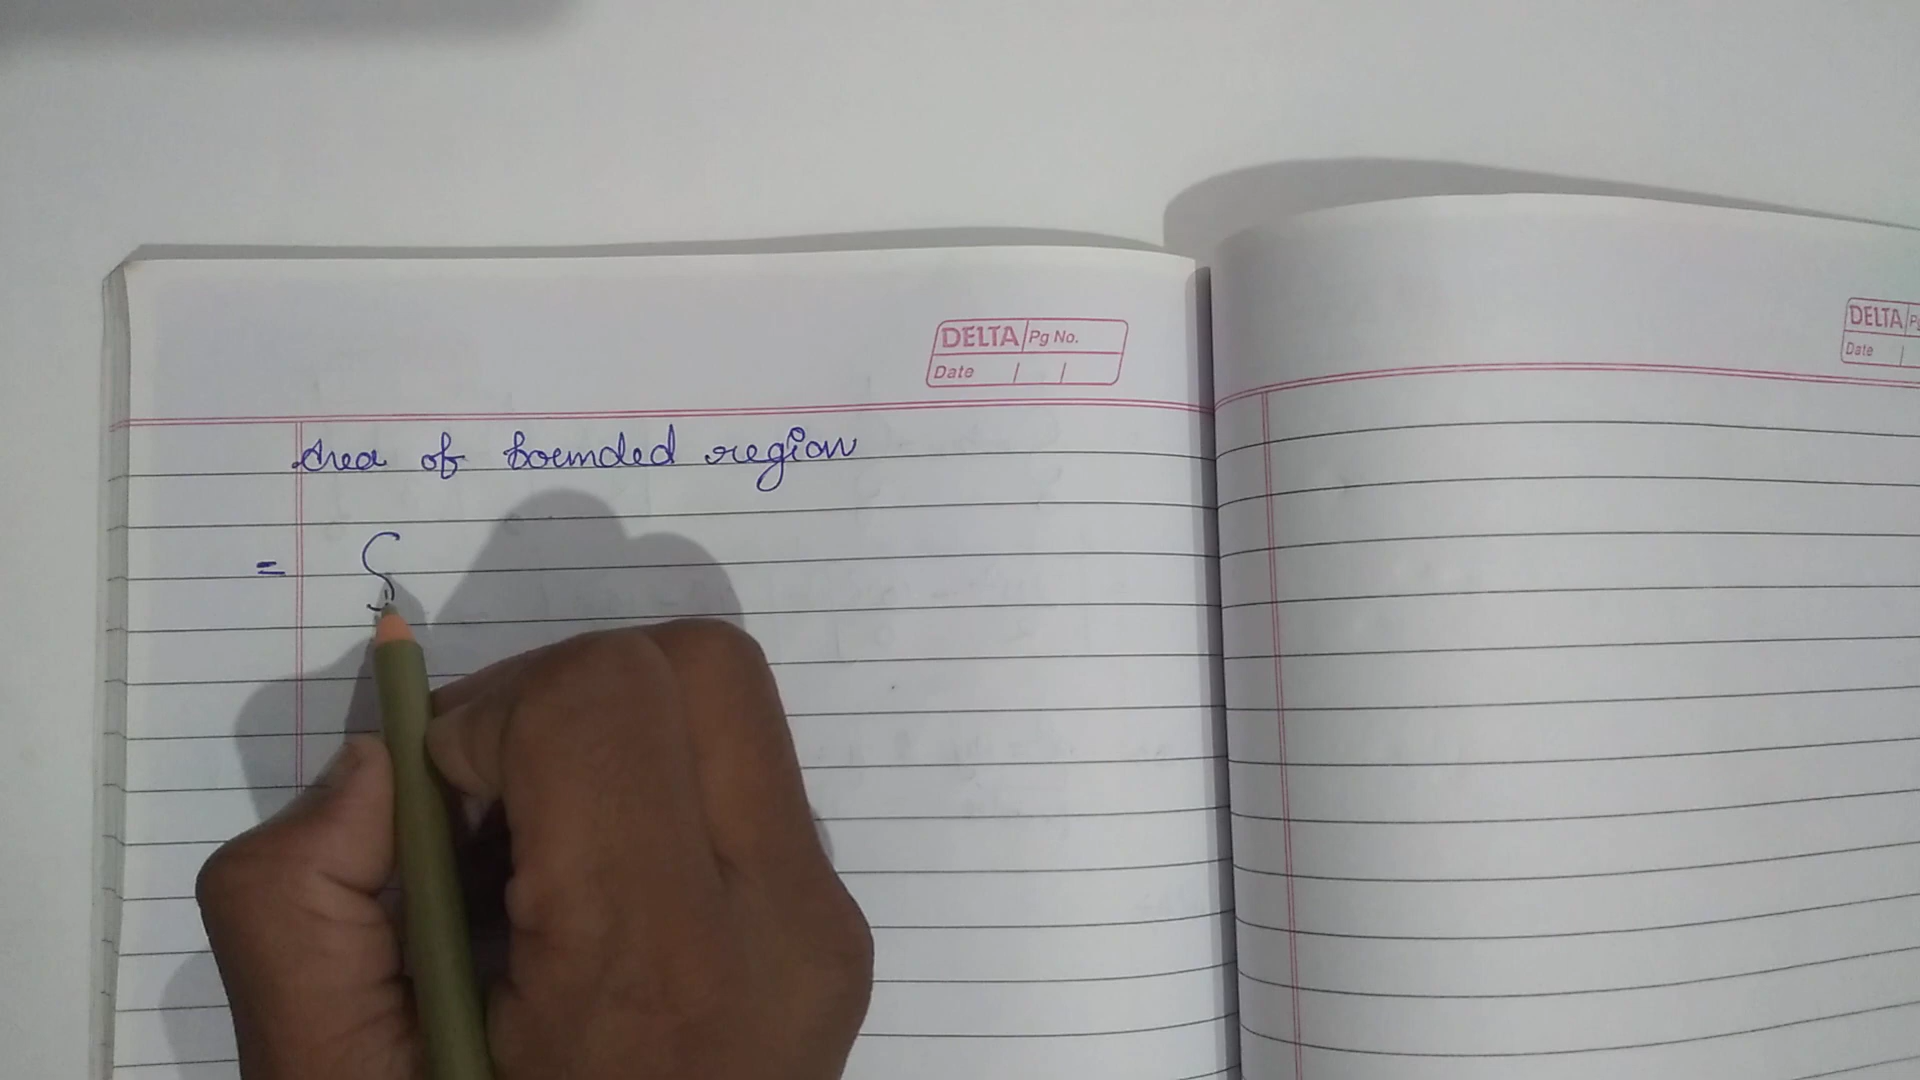 DELTA Pg No.
Date / /
DELTA
Date /
Area of bounded region
= ∫